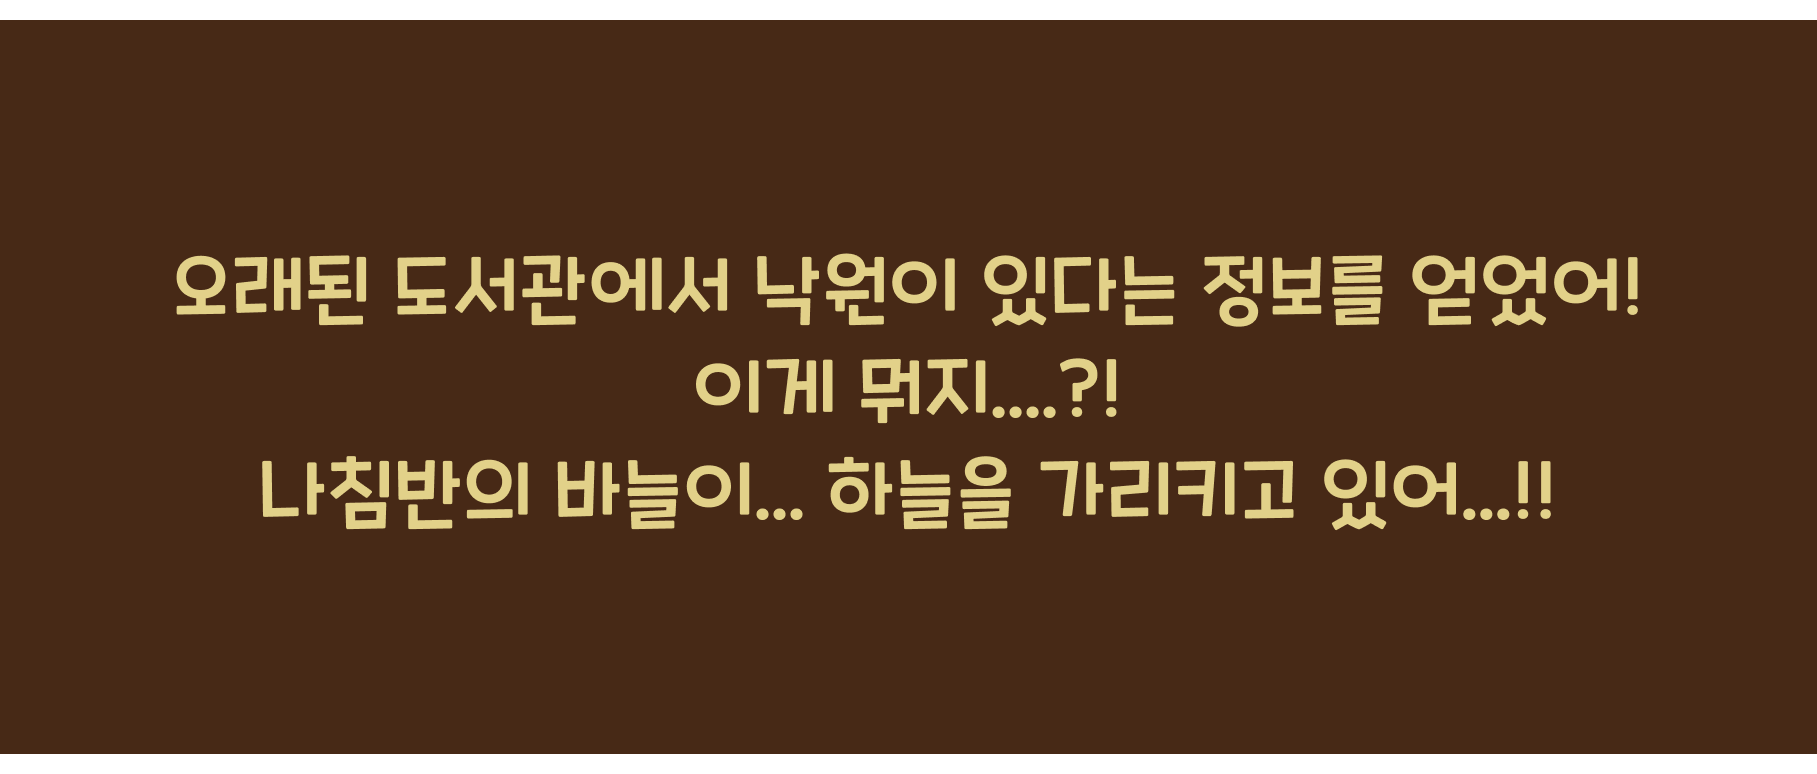 오래된 도서관에서 낙원이 있다는 정보를 얻었어!
이게 뭐지....?!
나침반의 바늘이... 하늘을 가리키고 있어...!!